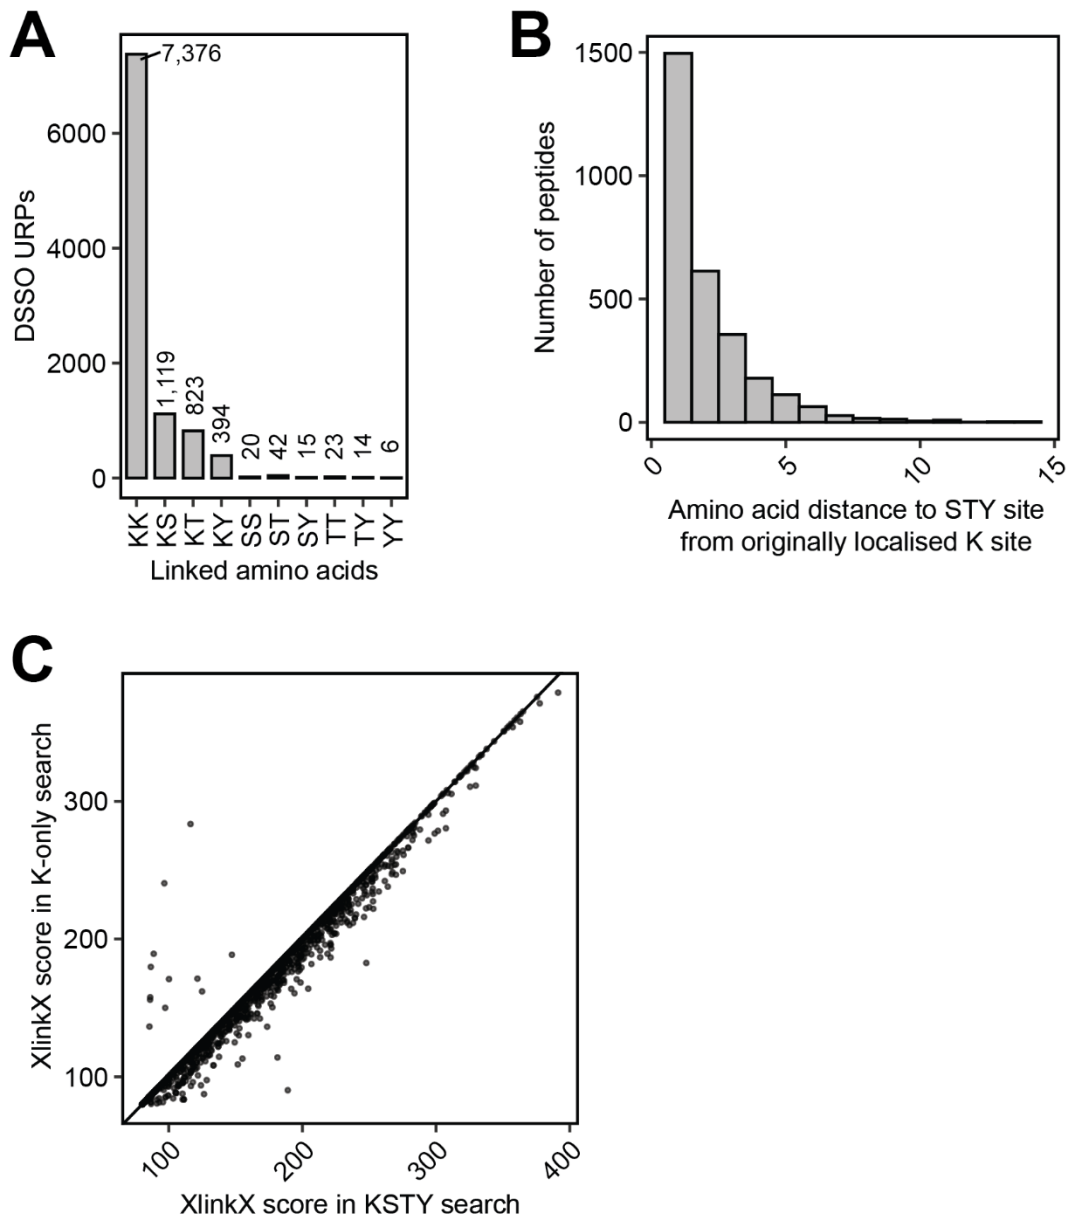 A
7,376
6000
4000
2000
0
1,119
823
394
20
42
15
23
14
6
DSSO URPs
KK
KS
KT
KY
SS
ST
SY
TT
TY
YY
Linked amino acids
B
1500
1000
500
0
Number of peptides
0
5
10
15
Amino acid distance to STY site
from originally localised K site
C
300
200
100
XlinkX score in K-only search
100
200
300
400
XlinkX score in KSTY search